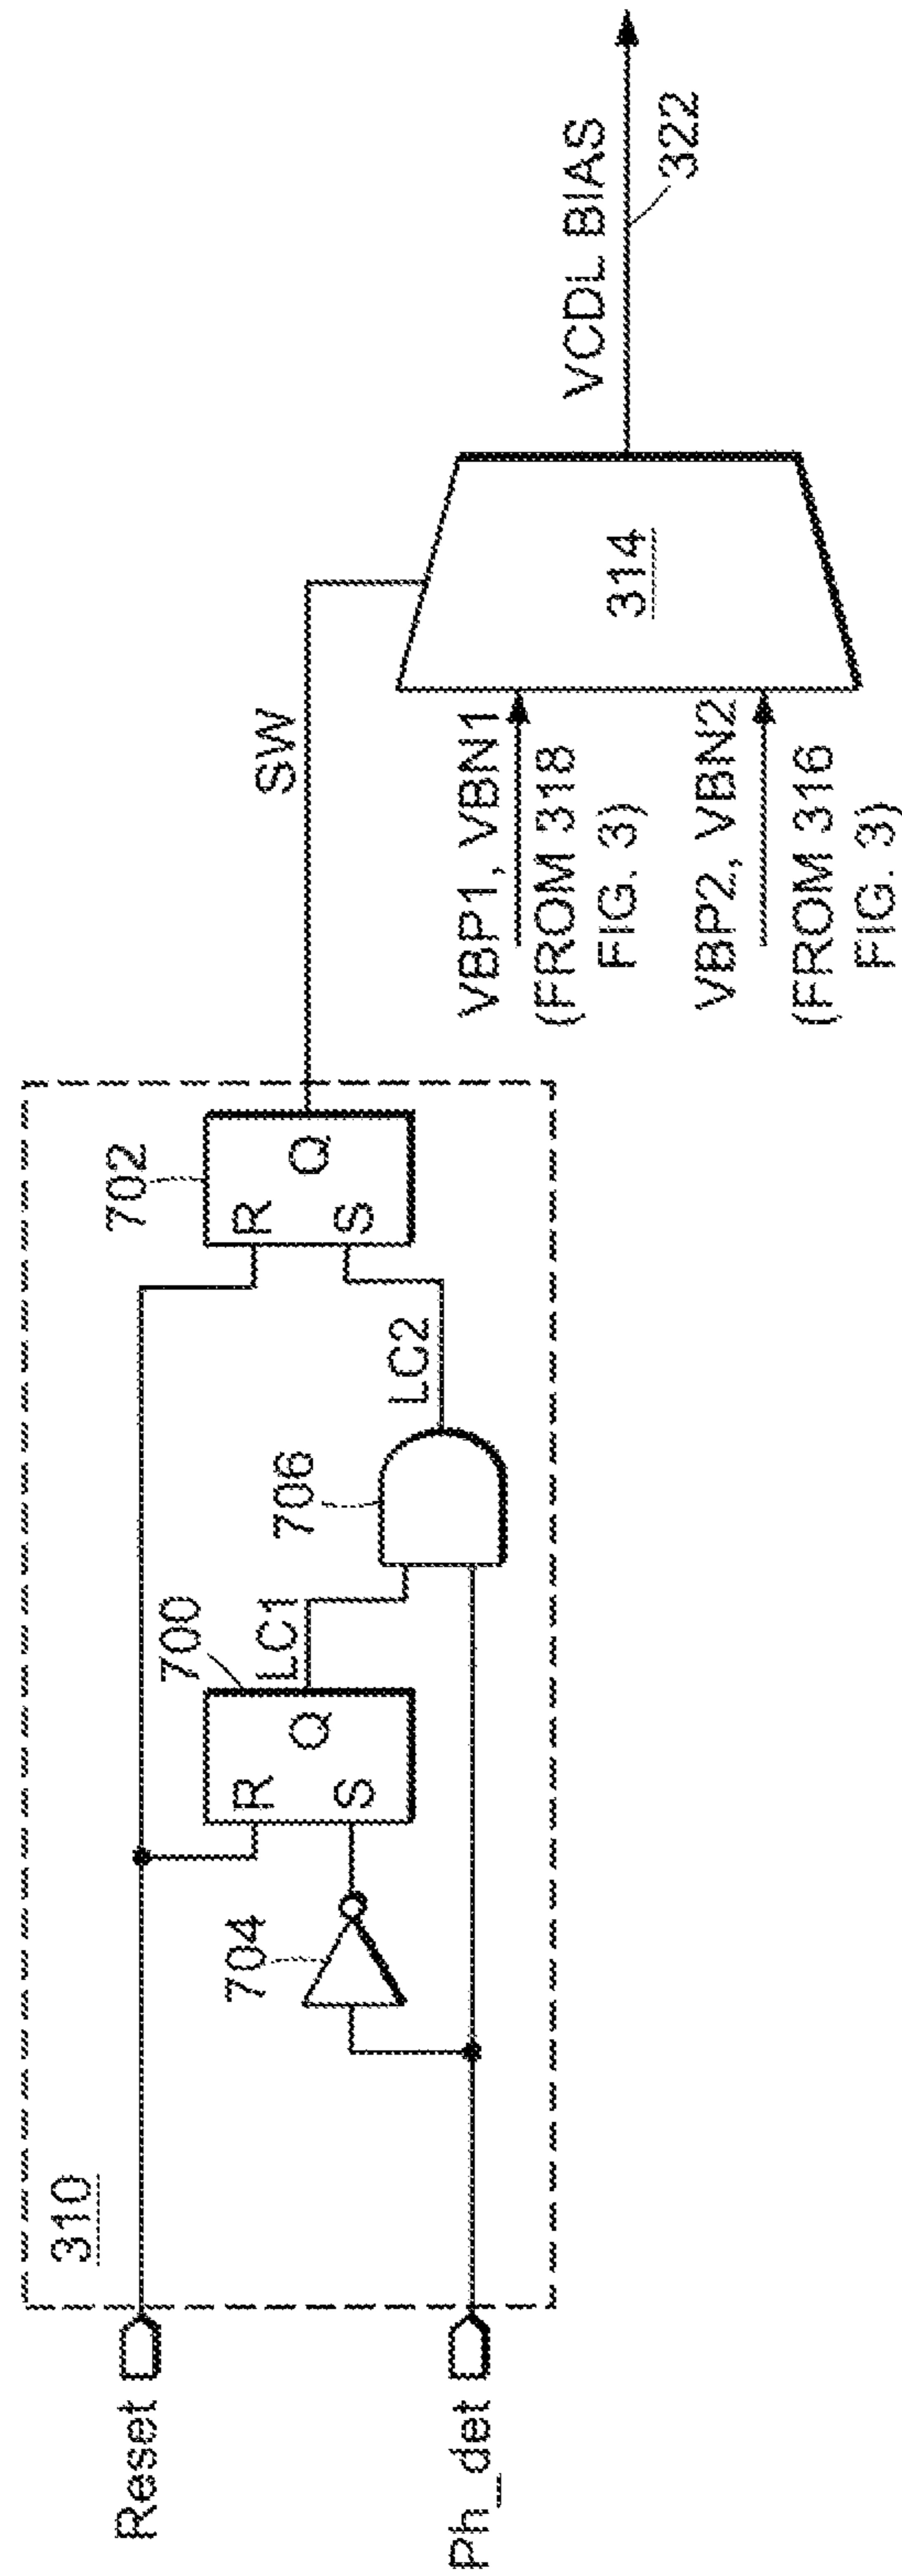 310
Reset
Ph_det
704
700
R
S
Q
LC1
706
LC2
702
R
S
Q
SW
VBP1, VBN1
(FROM 318
FIG. 3)
VBP2, VBN2
(FROM 316
FIG. 3)
314
VCDL BIAS
322